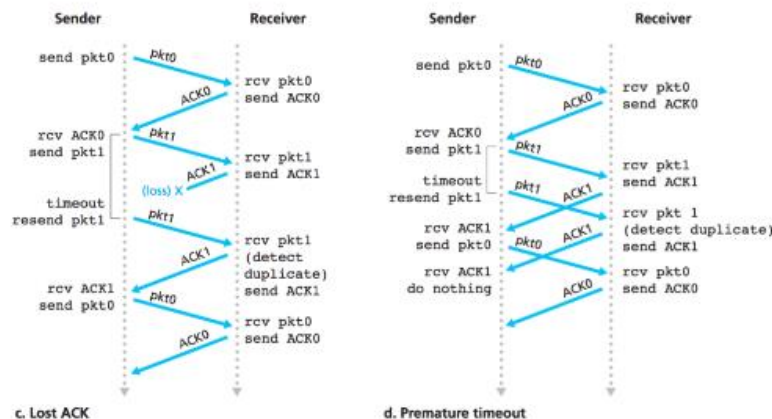 Sender
Receiver
send pkt0
pkt0
rcv pkt0
send ACK0
ACK0
rcv ACK0
send pkt1
pkt1
rcv pkt1
send ACK1
ACK1
(loss) X
timeout
resend pkt1
pkt1
rcv pkt1
(detect
duplicate)
send ACK1
ACK1
rcv ACK1
send pkt0
pkt0
rcv pkt0
send ACK0
ACK0
c. Lost ACK
Sender
Receiver
send pkt0
pkt0
rcv pkt0
send ACK0
ACK0
rcv ACK0
send pkt1
pkt1
rcv pkt1
send ACK1
timeout
resend pkt1
pkt1
ACK1
rcv pkt 1
(detect duplicate)
send ACK1
rcv ACK1
send pkt0
pkt0
ACK1
rcv ACK1
do nothing
rcv pkt0
send ACK0
ACK0
d. Premature timeout